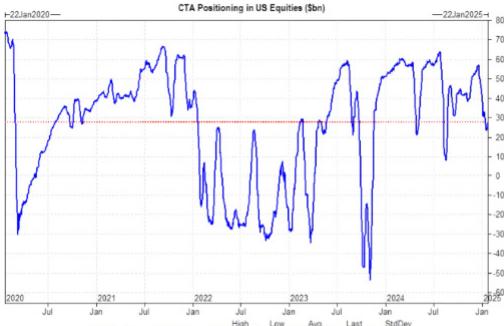 CTA Positioning in US Equities ($bn)
22Jan2020
22Jan2025
80
70
60
50
40
30
20
10
0
-10
-20
-30
-40
-50
-60
2020 2021 2022 2023 2024 2025
Jul Jan Jul Jan Jul Jan Jul Jan Jul Jan
High Low Avg Last StdDev